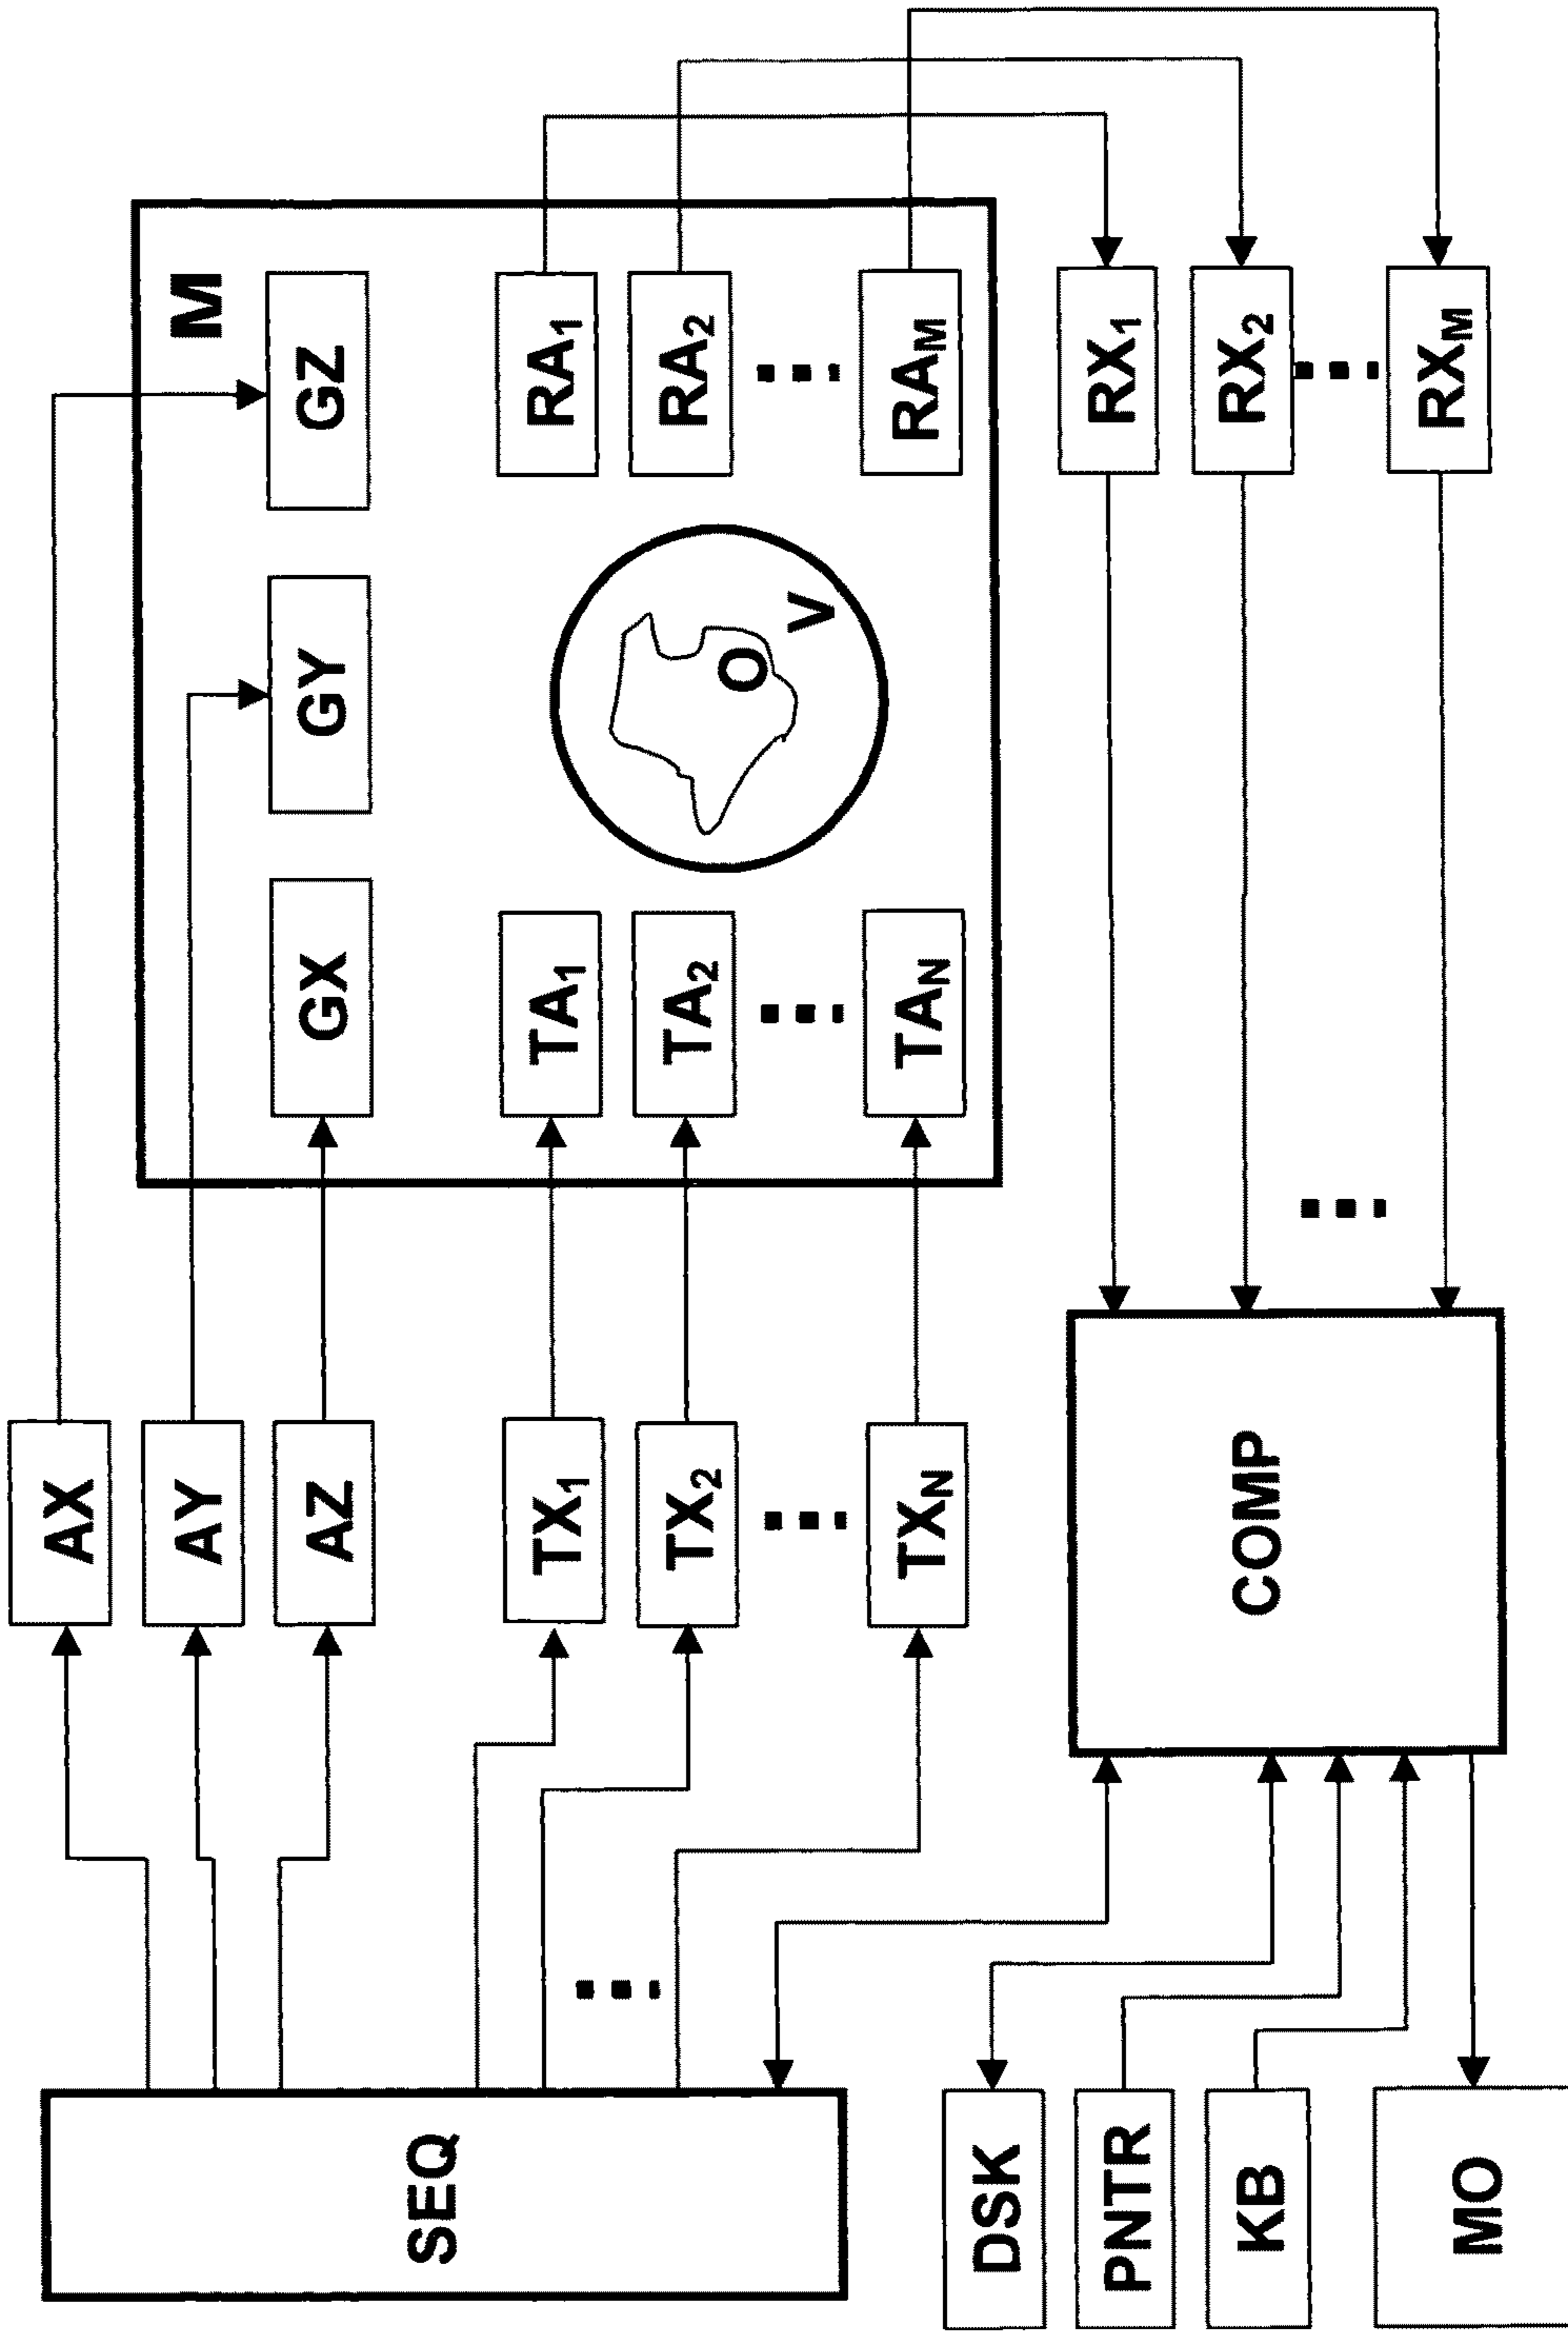 SEQ
AX
AY
AZ
TX1
TX2
TXN
M
GX
GY
GZ
TA1
TA2
TAN
O
V
RA1
RA2
RAM
DSK
PNTR
KB
MO
COMP
RX1
RX2
RXM